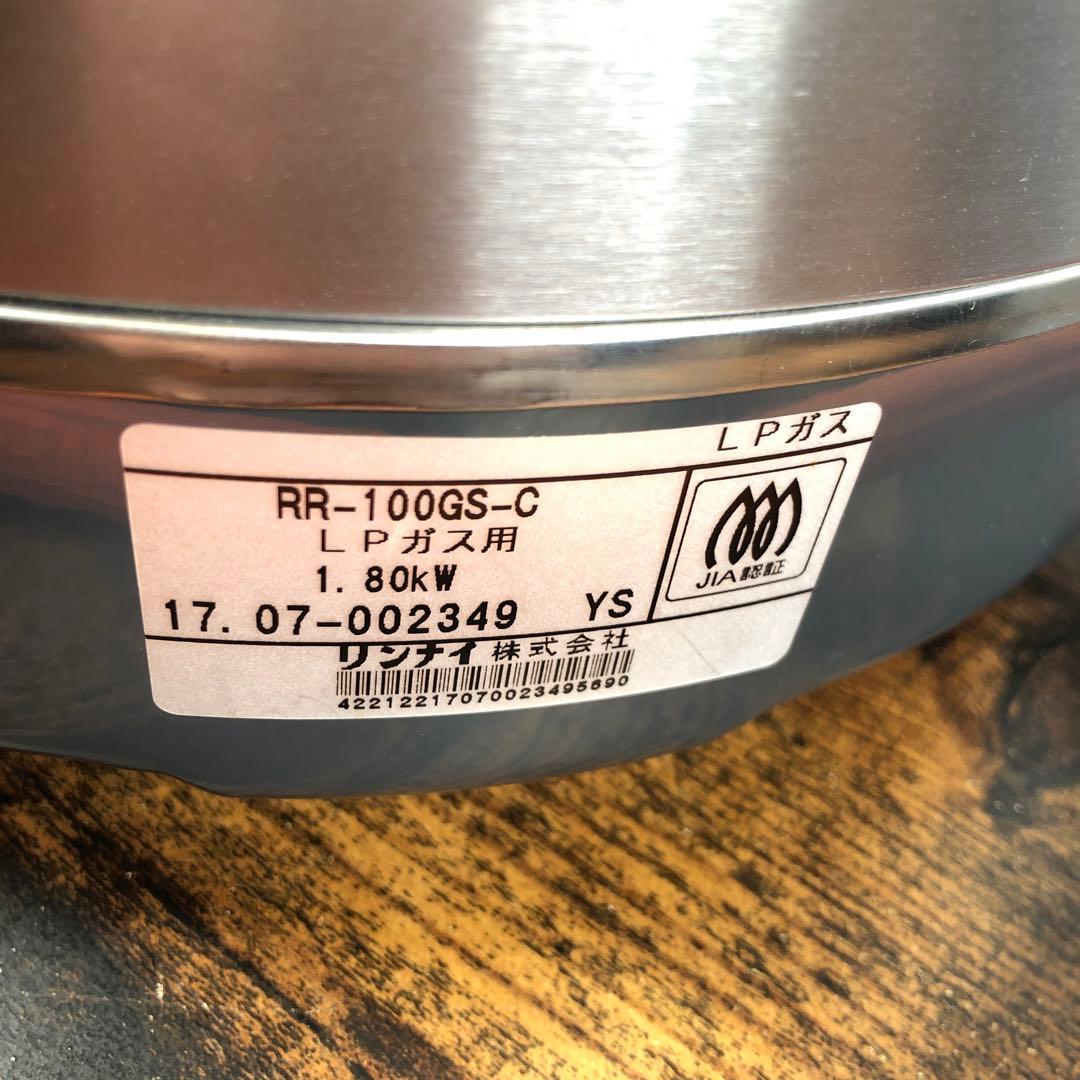 LPガス
RR-100GS-C
LPガス用
1.80kW
17.07-002349 YS
JIA認証
リンナイ株式会社
42212217070023495690